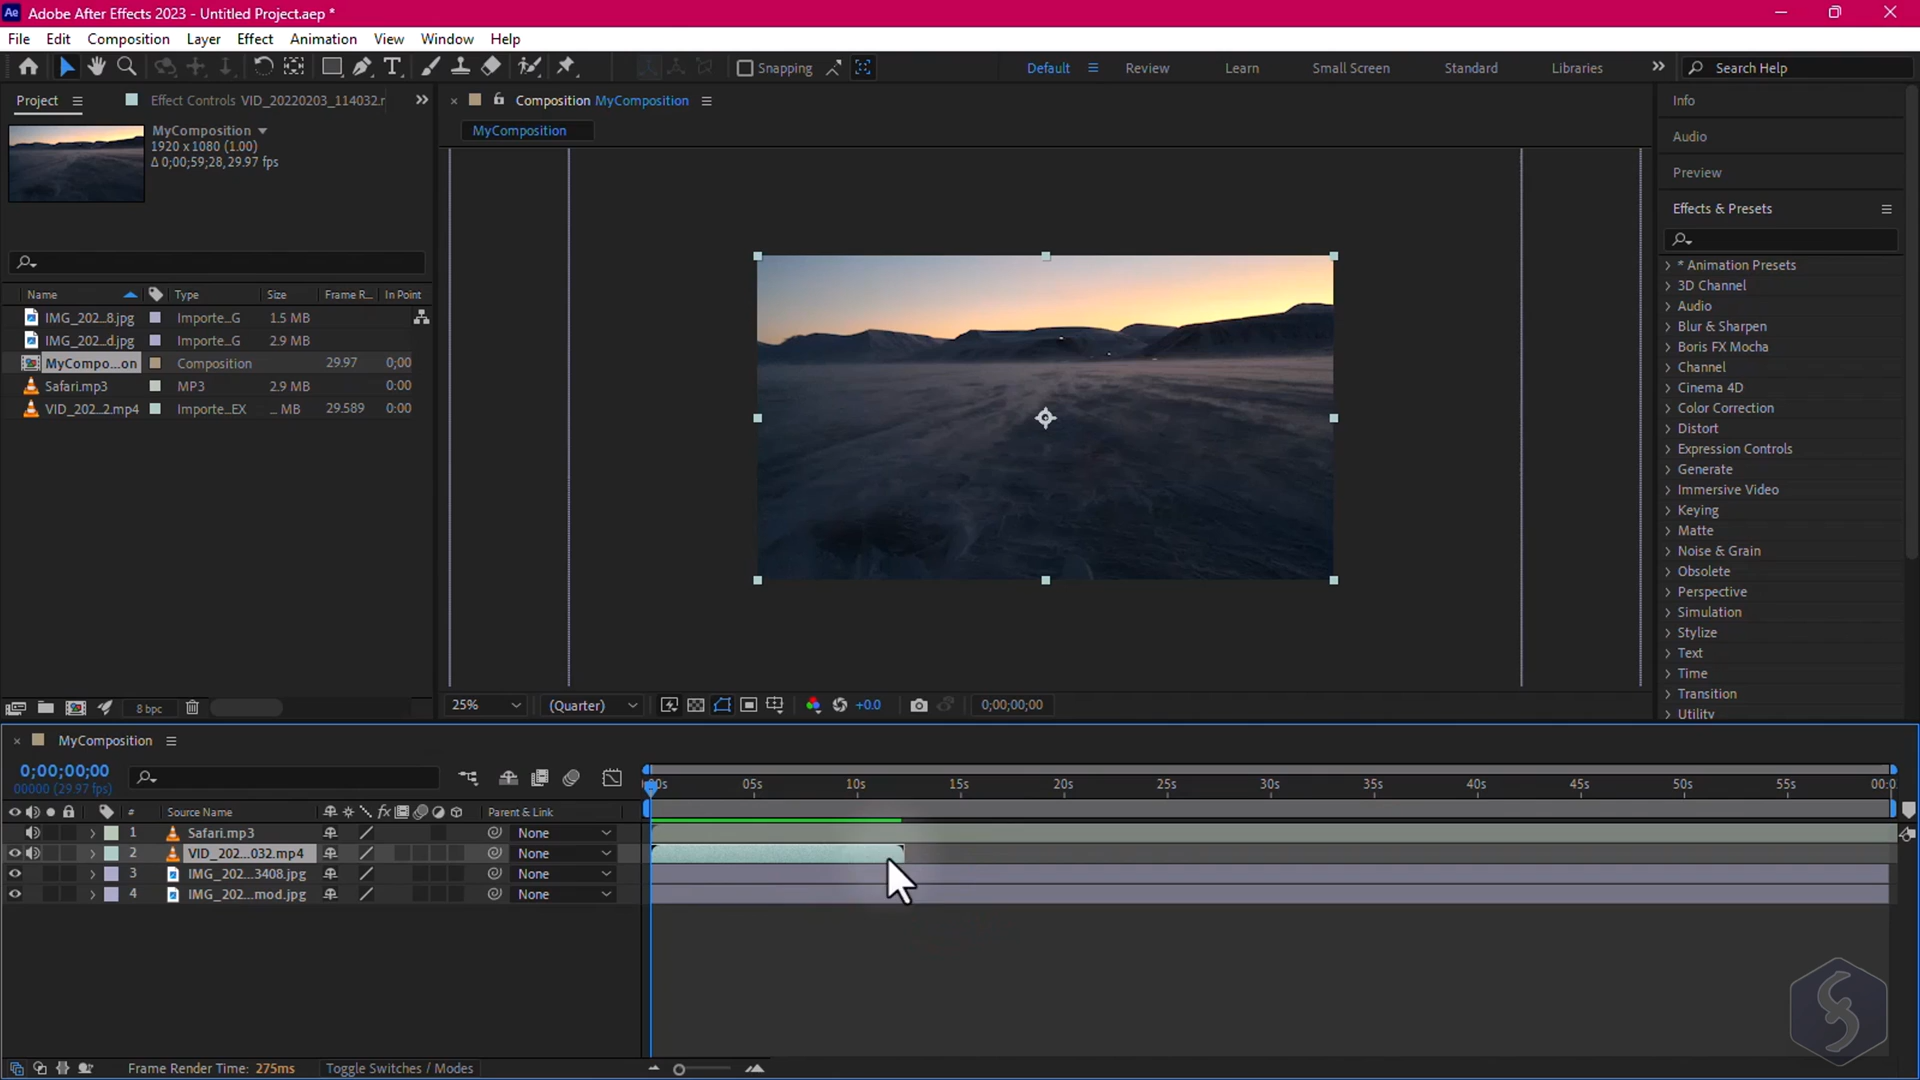 Ae Adobe After Effects 2023 - Untitled Project.aep *
File Edit Composition Layer Effect Animation View Window Help
Snapping Default Review Learn Small Screen Standard Libraries Search Help
Project Effect Controls VID_20220203_114032.r
Composition MyComposition
MyComposition
MyComposition
1920 x 1080 (1.00)
Δ 0;00;59;28, 29.97 fps
Name Type Size Frame R... In Point
IMG_202...8.jpg Importe...G 1.5 MB
IMG_202...d.jpg Importe...G 2.9 MB
MyCompo...on Composition 29.97 0;00
Safari.mp3 MP3 2.9 MB 0:00
VID_202...2.mp4 Importe...EX ... MB 29.589 0:00
8 bpc
25% (Quarter) +0.0 0;00;00;00
Info
Audio
Preview
Effects & Presets
* Animation Presets
3D Channel
Audio
Blur & Sharpen
Boris FX Mocha
Channel
Cinema 4D
Color Correction
Distort
Expression Controls
Generate
Immersive Video
Keying
Matte
Noise & Grain
Obsolete
Perspective
Simulation
Stylize
Text
Time
Transition
Utility
MyComposition
0;00;00;00
00000 (29.97 fps)
05s 10s 15s 20s 25s 30s 35s 40s 45s 50s 55s
# Source Name Parent & Link
1 Safari.mp3 None
2 VID_202...032.mp4 None
3 IMG_202...3408.jpg None
4 IMG_202...mod.jpg None
Frame Render Time: 275ms Toggle Switches / Modes